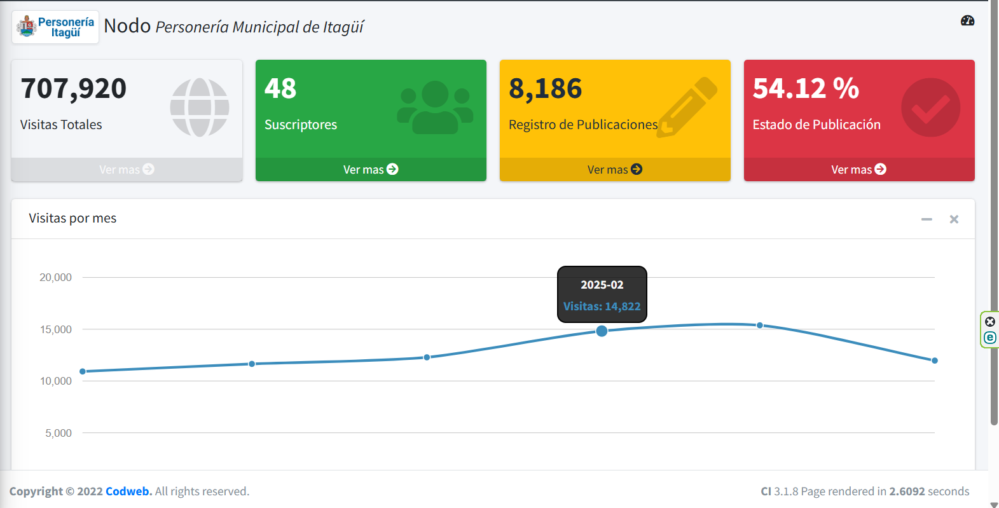 Personería
Itagüí
Nodo Personería Municipal de Itagüí
707,920
Visitas Totales
Ver mas
48
Suscriptores
Ver mas
8,186
Registro de Publicaciones
Ver mas
54.12 %
Estado de Publicación
Ver mas
Visitas por mes
20,000
15,000
10,000
5,000
2025-02
Visitas: 14,822
Copyright © 2022 Codweb. All rights reserved.
CI 3.1.8 Page rendered in 2.6092 seconds
e